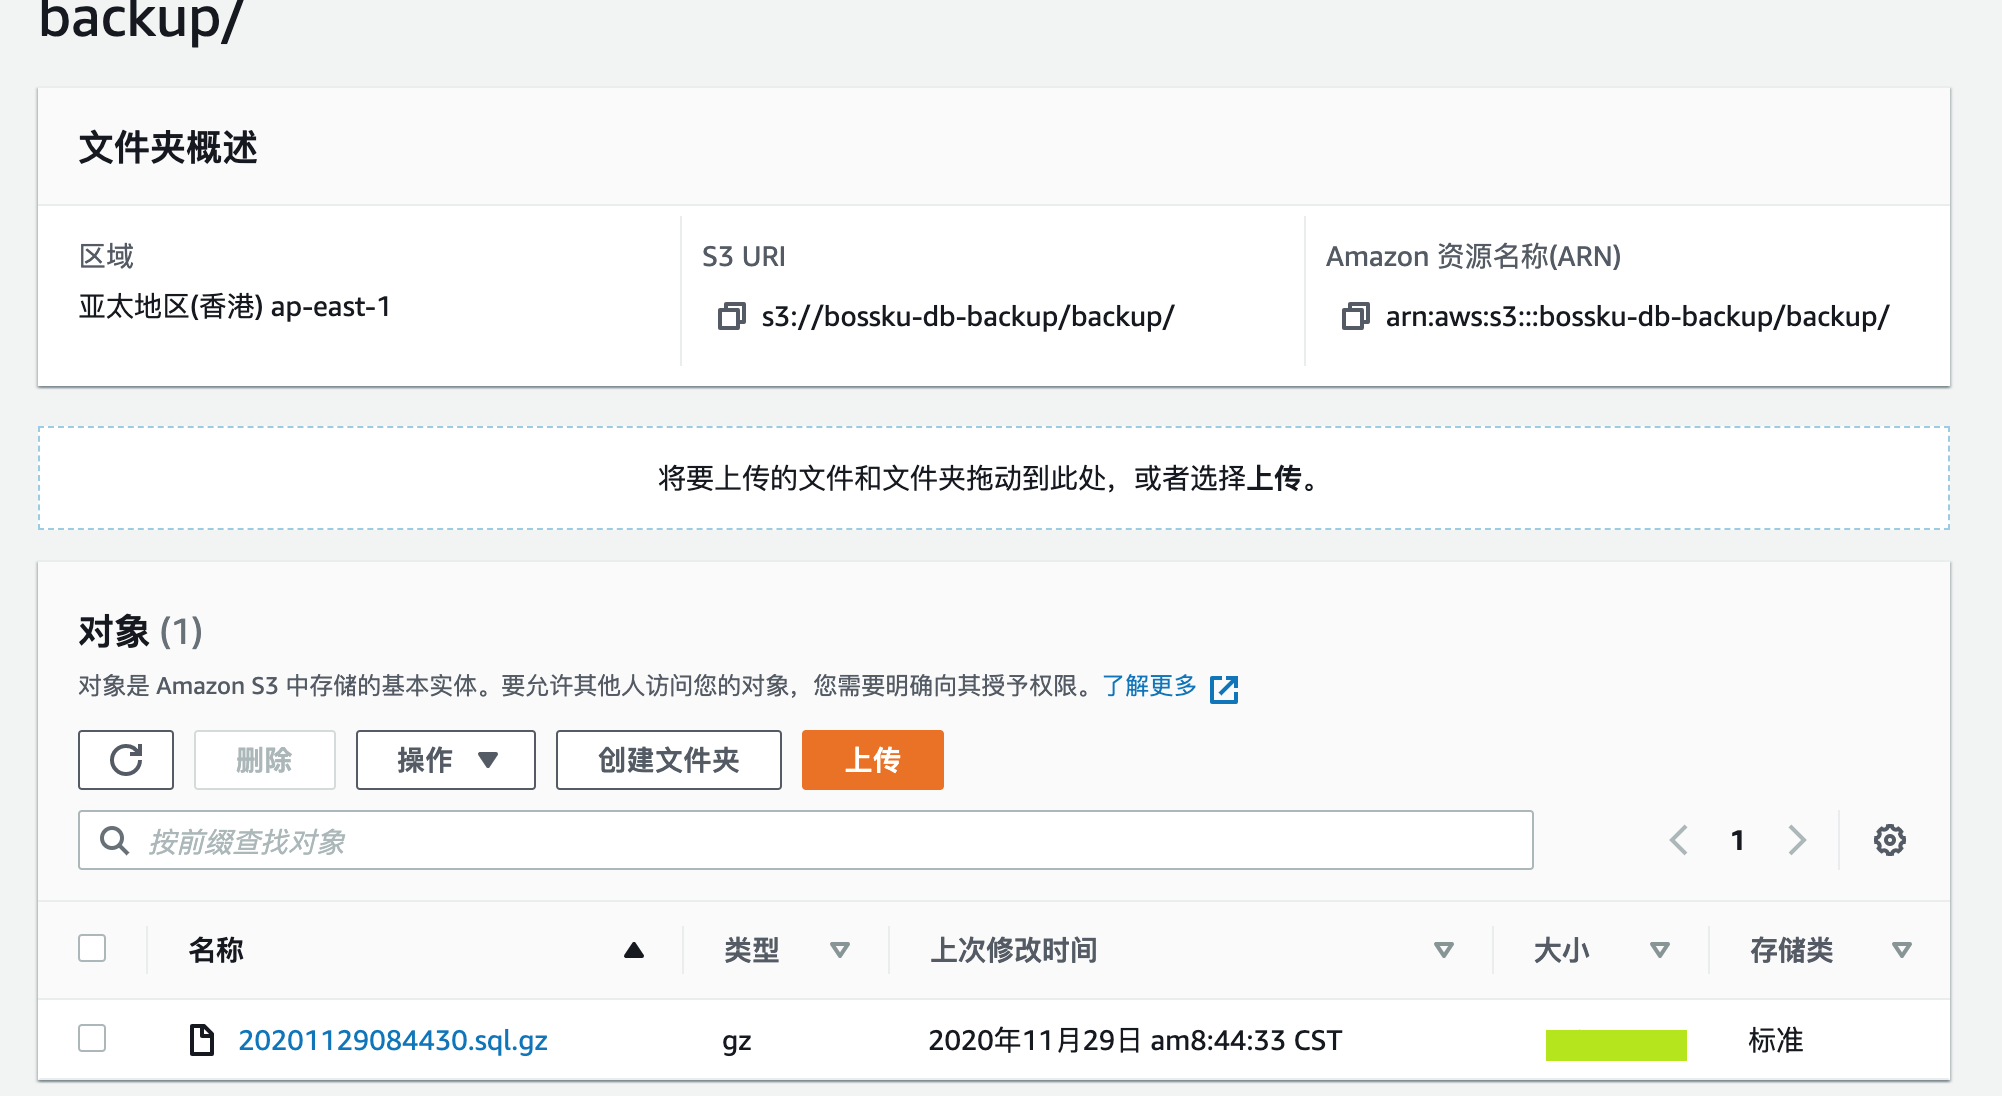 backup/
文件夹概述
区域
亚太地区(香港) ap-east-1
S3 URI
s3://bossku-db-backup/backup/
Amazon 资源名称(ARN)
arn:aws:s3:::bossku-db-backup/backup/
将要上传的文件和文件夹拖动到此处，或者选择上传。
对象 (1)
对象是 Amazon S3 中存储的基本实体。要允许其他人访问您的对象，您需要明确向其授予权限。了解更多
删除 操作 创建文件夹 上传
按前缀查找对象
1
名称 类型 上次修改时间 大小 存储类
20201129084430.sql.gz gz 2020年11月29日 am8:44:33 CST 标准